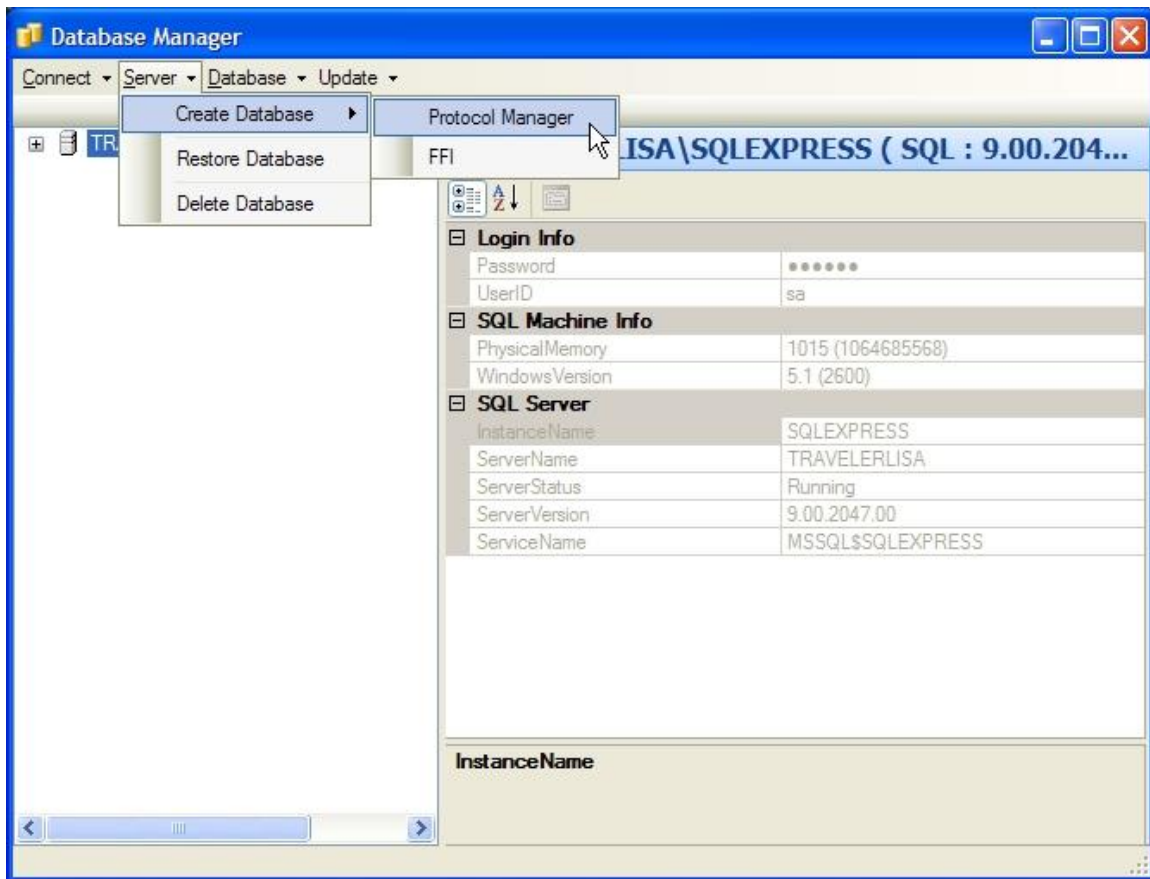 Database Manager
Connect Server Database Update
Create Database
Restore Database
Delete Database
Protocol Manager
FFI
TR
LISA\SQLEXPRESS ( SQL : 9.00.204...
Login Info
Password ●●●●●●
UserID sa
SQL Machine Info
PhysicalMemory 1015 (1064685568)
WindowsVersion 5.1 (2600)
SQL Server
InstanceName SQLEXPRESS
ServerName TRAVELERLISA
ServerStatus Running
ServerVersion 9.00.2047.00
ServiceName MSSQL$SQLEXPRESS
InstanceName